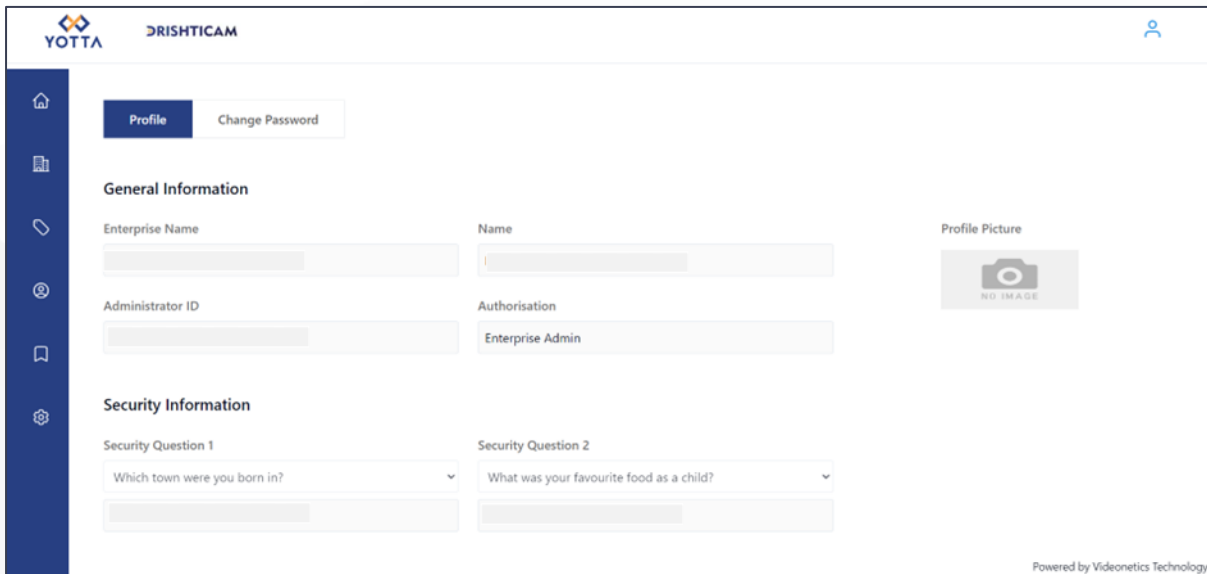 YOTTA
DRISHTICAM
Profile
Change Password
General Information
Enterprise Name
Name
Profile Picture
NO IMAGE
Administrator ID
Authorisation
Enterprise Admin
Security Information
Security Question 1
Security Question 2
Which town were you born in?
What was your favourite food as a child?
Powered by Videonetics Technology